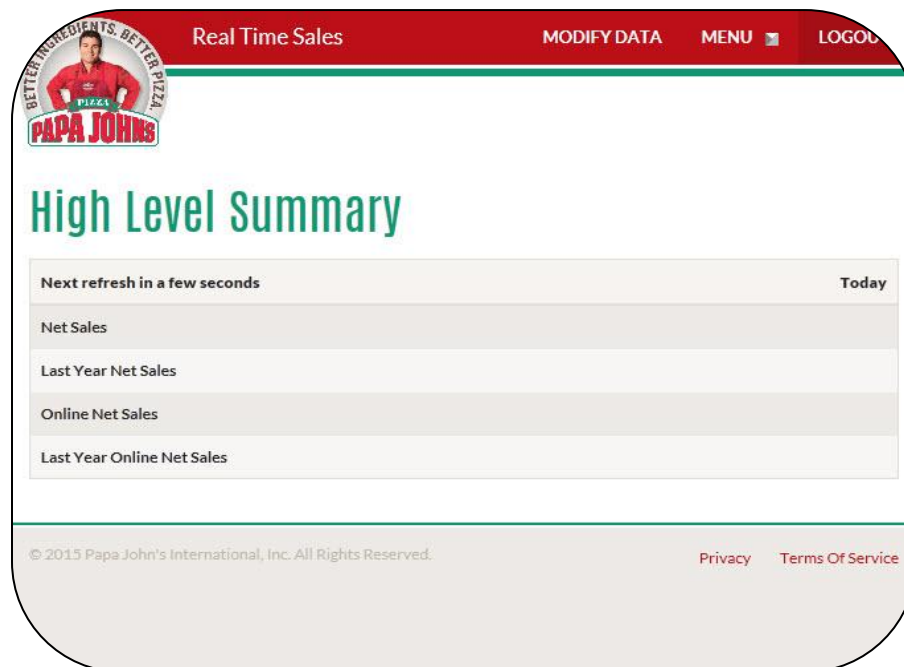 BETTER INGREDIENTS. BETTER PIZZA.
PIZZA
PAPA JOHNS
Real Time Sales
MODIFY DATA
MENU
High Level Summary
Next refresh in a few seconds Today
Net Sales
Last Year Net Sales
Online Net Sales
Last Year Online Net Sales
© 2015 Papa John's International, Inc. All Rights Reserved.
Privacy Terms Of Service